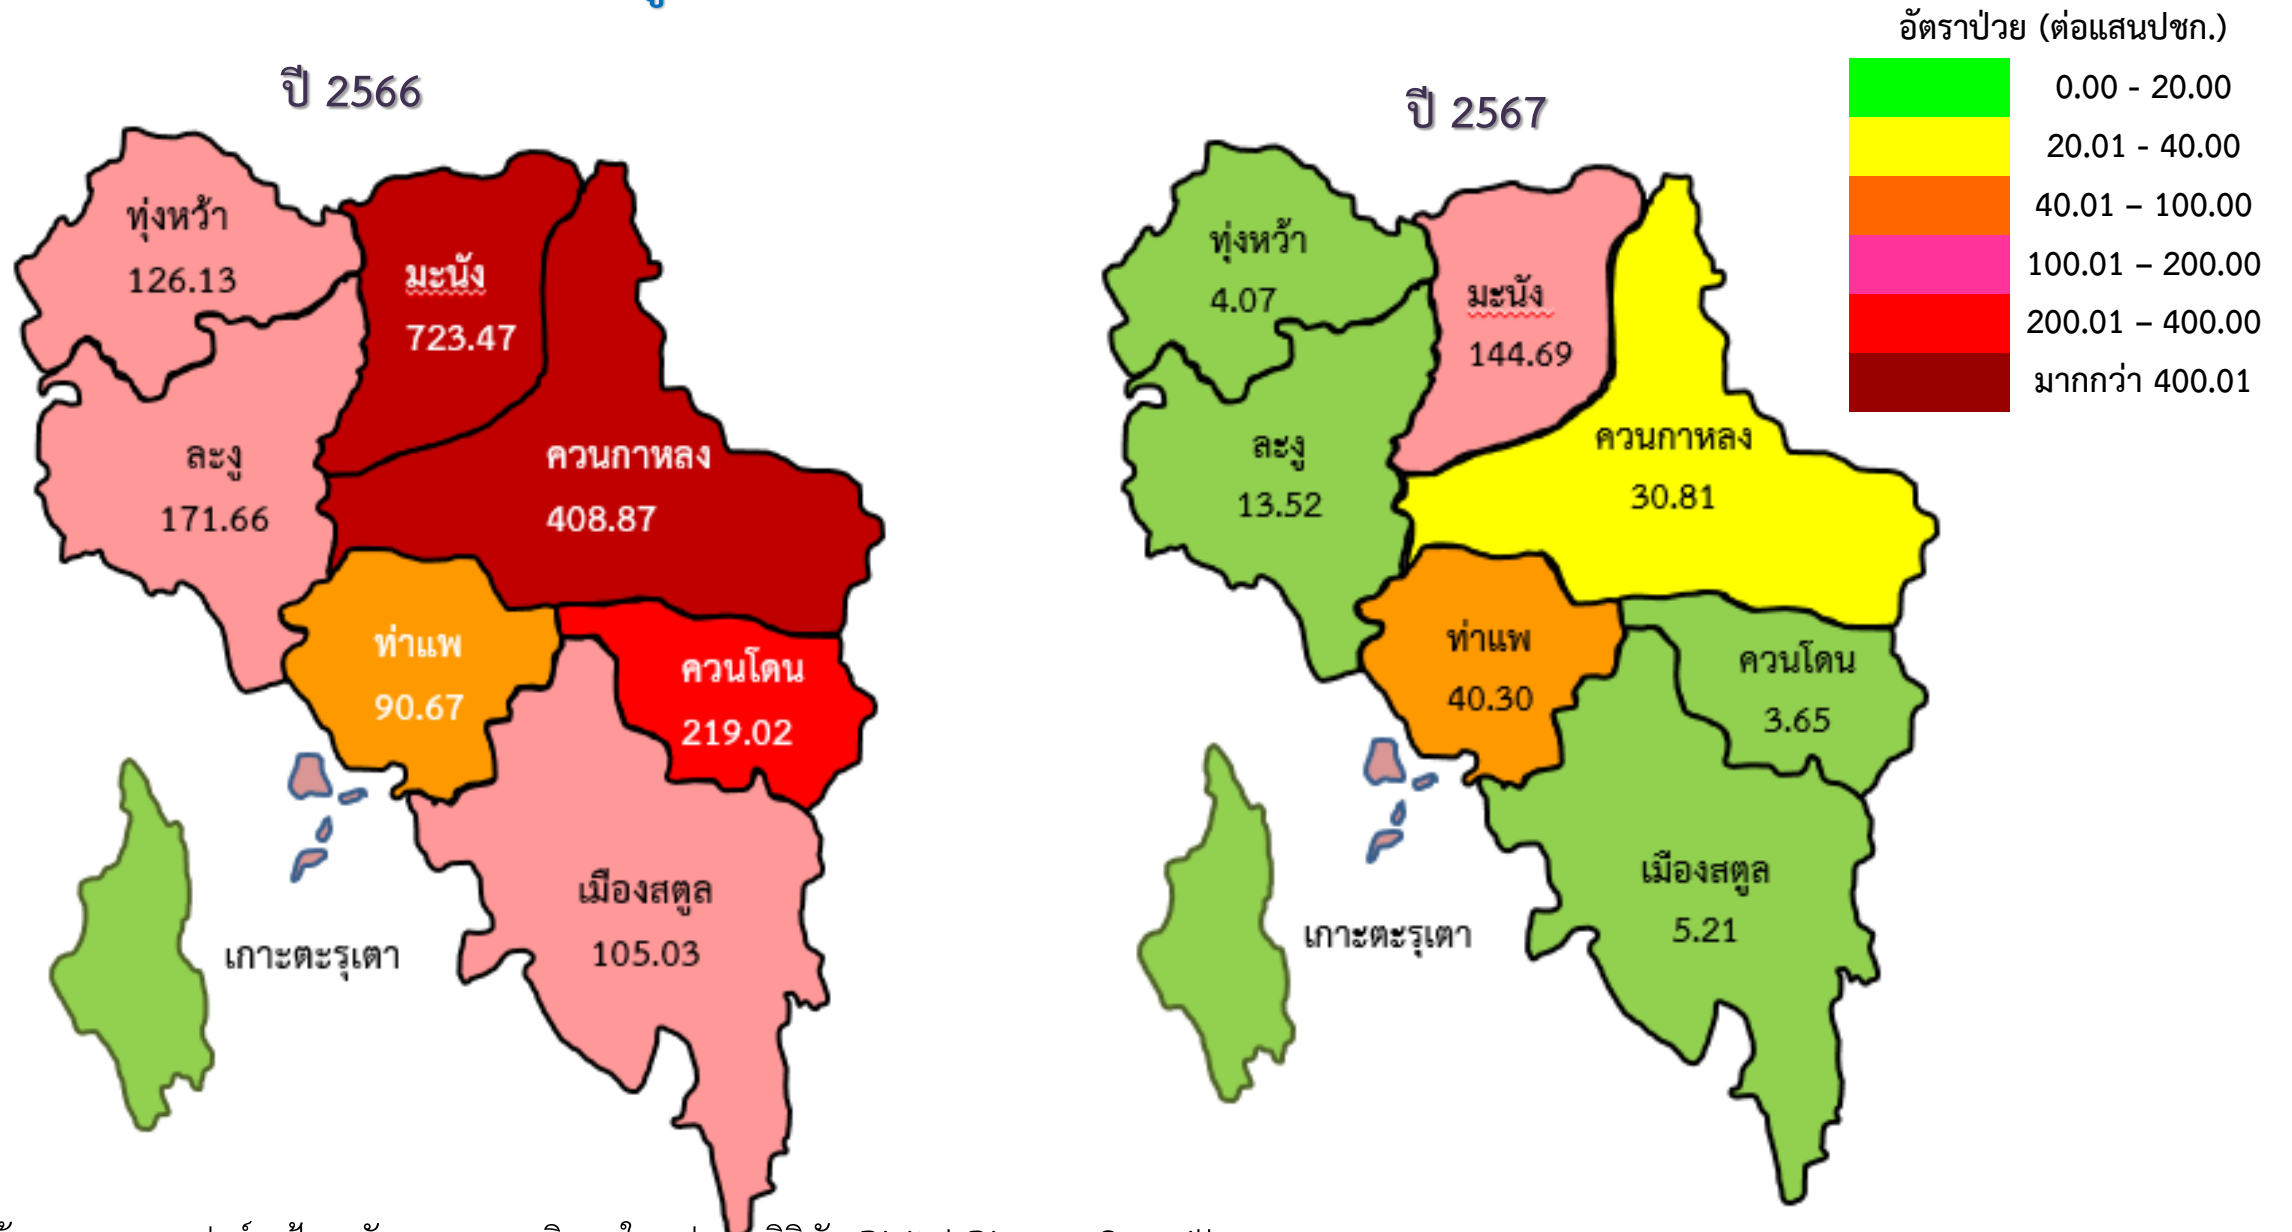 ปี 2566
ทุ่งหว้า
126.13
มะนัง
723.47
ละงู
171.66
ควนกาหลง
408.87
ท่าแพ
90.67
ควนโดน
219.02
เมืองสตูล
105.03
เกาะตะรุเตา
ปี 2567
ทุ่งหว้า
4.07
มะนัง
144.69
ละงู
13.52
ควนกาหลง
30.81
ท่าแพ
40.30
ควนโดน
3.65
เมืองสตูล
5.21
เกาะตะรุเตา
อัตราป่วย (ต่อแสนปชก.)
0.00 - 20.00
20.01 - 40.00
40.01 – 100.00
100.01 – 200.00
200.01 – 400.00
มากกว่า 400.01